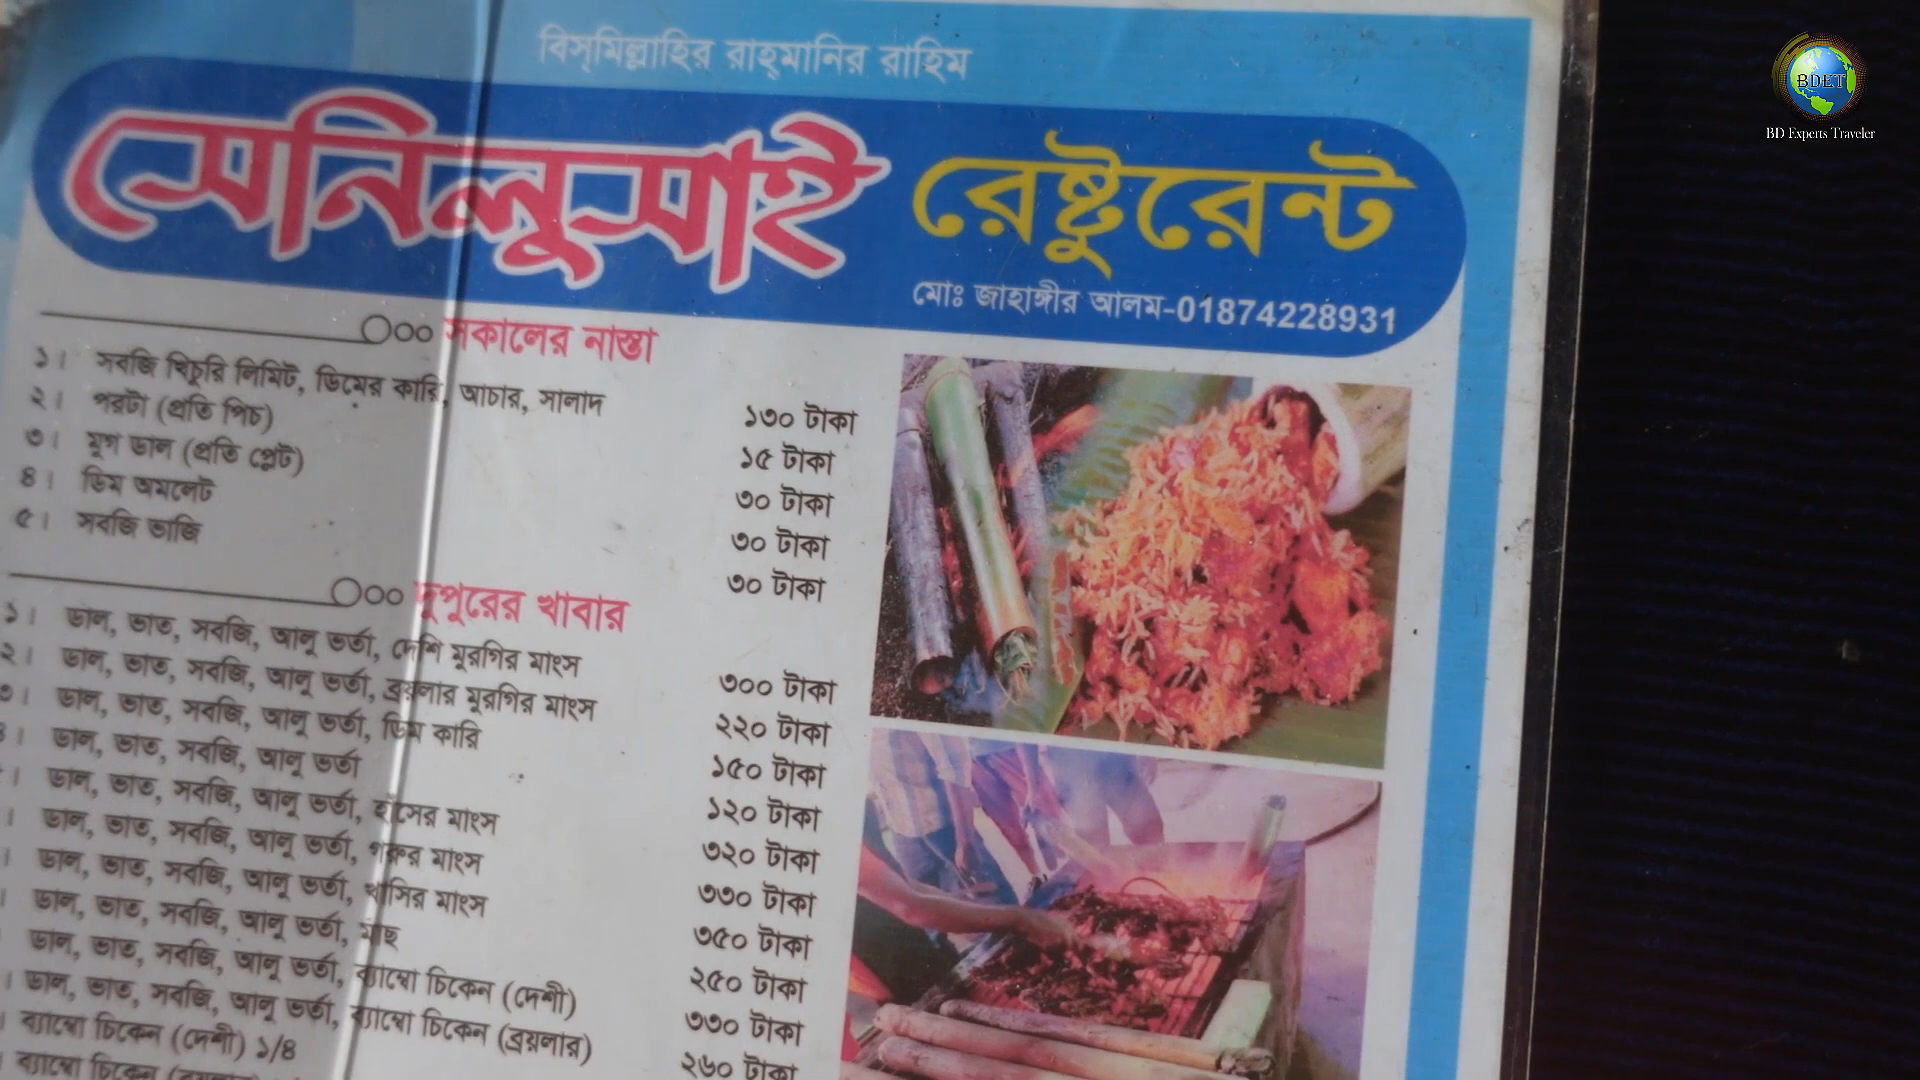 বিস্‌মিল্লাহির রাহ্‌মানির রাহিম
মেনিলুসাই রেষ্টুরেন্ট
মোঃ জাহাঙ্গীর আলম-01874228931
BDET
BD Experts Traveler
সকালের নাস্তা
১। সবজি খিচুরি লিমিট, ডিমের কারি, আচার, সালাদ ১৩০ টাকা
২। পরটা (প্রতি পিচ) ১৫ টাকা
৩। মুগ ডাল (প্রতি প্লেট) ৩০ টাকা
৪। ডিম অমলেট ৩০ টাকা
৫। সবজি ভাজি ৩০ টাকা
দুপুরের খাবার
১। ডাল, ভাত, সবজি, আলু ভর্তা, দেশি মুরগির মাংস ৩০০ টাকা
২। ডাল, ভাত, সবজি, আলু ভর্তা, ব্রয়লার মুরগির মাংস ২২০ টাকা
৩। ডাল, ভাত, সবজি, আলু ভর্তা, ডিম কারি ১৫০ টাকা
৪। ডাল, ভাত, সবজি, আলু ভর্তা ১২০ টাকা
। ডাল, ভাত, সবজি, আলু ভর্তা, হাঁসের মাংস ৩২০ টাকা
। ডাল, ভাত, সবজি, আলু ভর্তা, গরুর মাংস ৩৩০ টাকা
। ডাল, ভাত, সবজি, আলু ভর্তা, খাসির মাংস ৩৫০ টাকা
। ডাল, ভাত, সবজি, আলু ভর্তা, মাছ ২৫০ টাকা
ডাল, ভাত, সবজি, আলু ভর্তা, ব্যাম্বো চিকেন (দেশী) ৩৩০ টাকা
। ডাল, ভাত, সবজি, আলু ভর্তা, ব্যাম্বো চিকেন (ব্রয়লার) ২৬০ টাকা
। ব্যাম্বো চিকেন (দেশী) ১/৪
ব্যাম্বো চিকেন